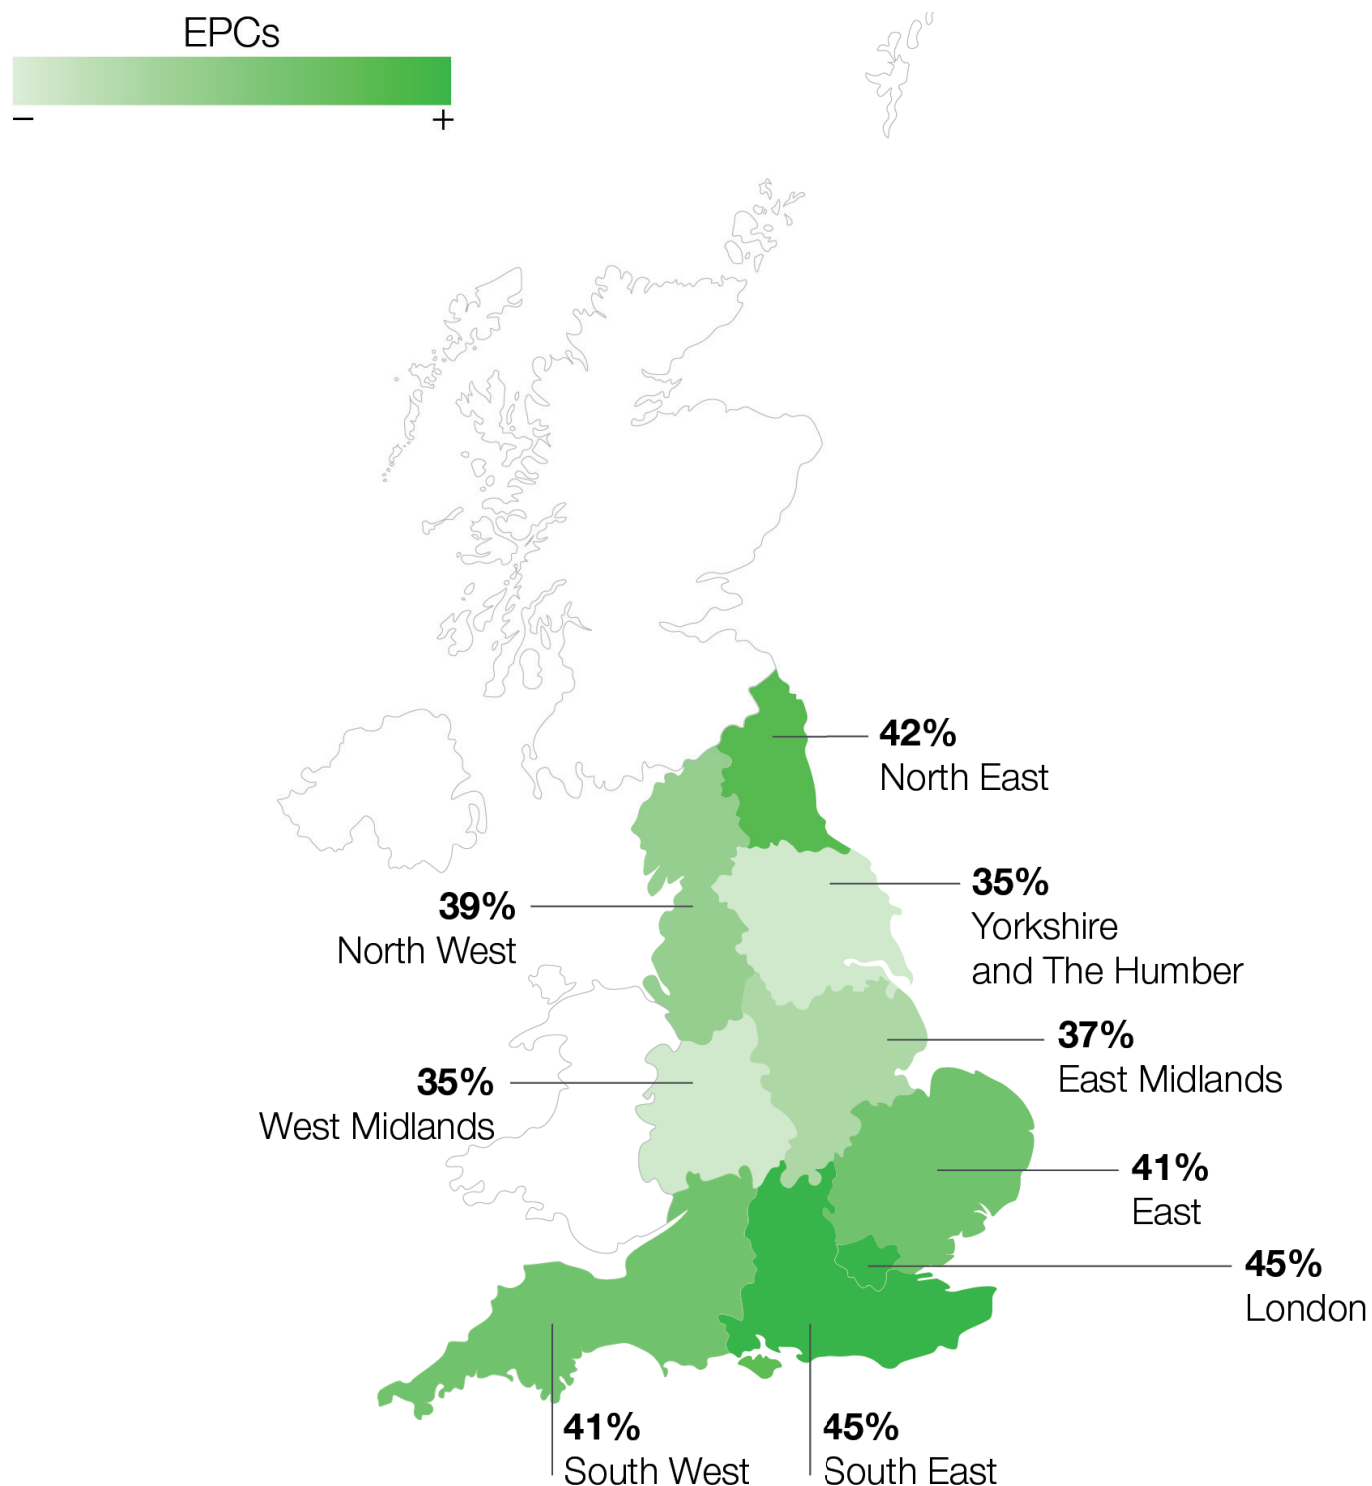 EPCs
–
+
42%
North East
35%
Yorkshire
and The Humber
39%
North West
37%
East Midlands
35%
West Midlands
41%
East
45%
London
41%
South West
45%
South East